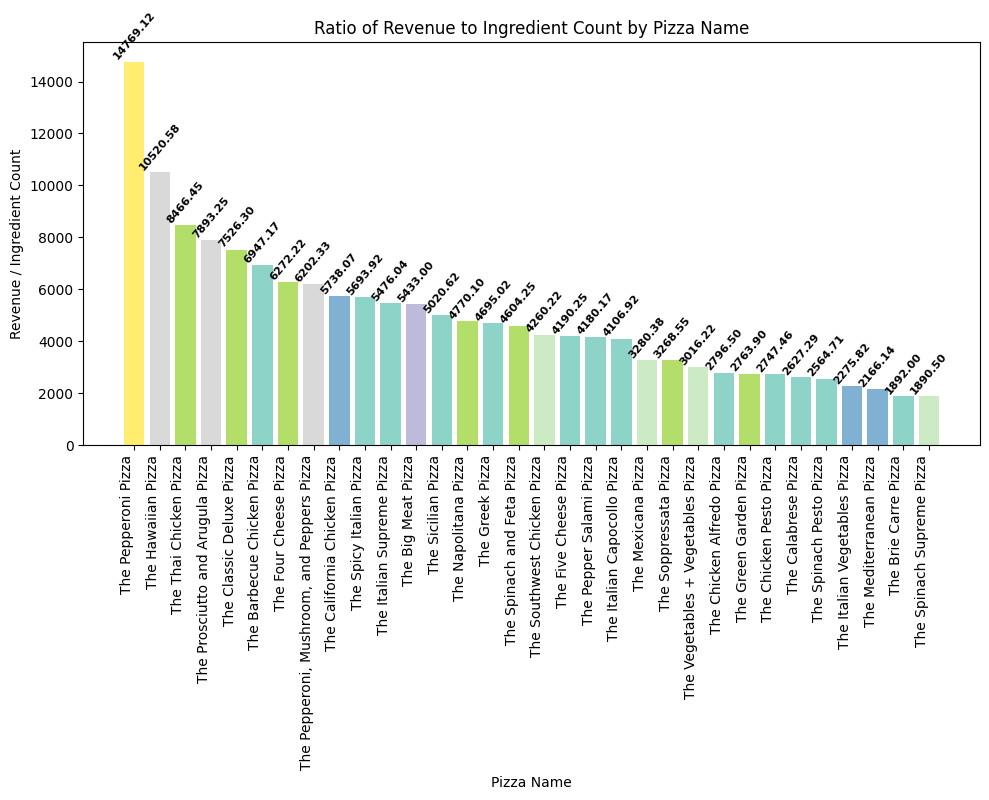 Ratio of Revenue to Ingredient Count by Pizza Name
Revenue / Ingredient Count
14000
12000
10000
8000
6000
4000
2000
0
14769.12
10520.58
8466.45
7893.25
7526.30
6947.17
6272.22
6202.33
5738.07
5693.92
5476.04
5433.00
5020.62
4770.10
4695.02
4604.25
4260.22
4190.25
4180.17
4106.92
3280.38
3268.55
3016.22
2796.50
2763.90
2747.46
2627.29
2564.71
2275.82
2166.14
1892.00
1890.50
The Pepperoni Pizza
The Hawaiian Pizza
The Thai Chicken Pizza
The Prosciutto and Arugula Pizza
The Classic Deluxe Pizza
The Barbecue Chicken Pizza
The Four Cheese Pizza
The Pepperoni, Mushroom, and Peppers Pizza
The California Chicken Pizza
The Spicy Italian Pizza
The Italian Supreme Pizza
The Big Meat Pizza
The Sicilian Pizza
The Napolitana Pizza
The Greek Pizza
The Spinach and Feta Pizza
The Southwest Chicken Pizza
The Five Cheese Pizza
The Pepper Salami Pizza
The Italian Capocollo Pizza
The Mexicana Pizza
The Soppressata Pizza
The Vegetables + Vegetables Pizza
The Chicken Alfredo Pizza
The Green Garden Pizza
The Chicken Pesto Pizza
The Calabrese Pizza
The Spinach Pesto Pizza
The Italian Vegetables Pizza
The Mediterranean Pizza
The Brie Carre Pizza
The Spinach Supreme Pizza
Pizza Name